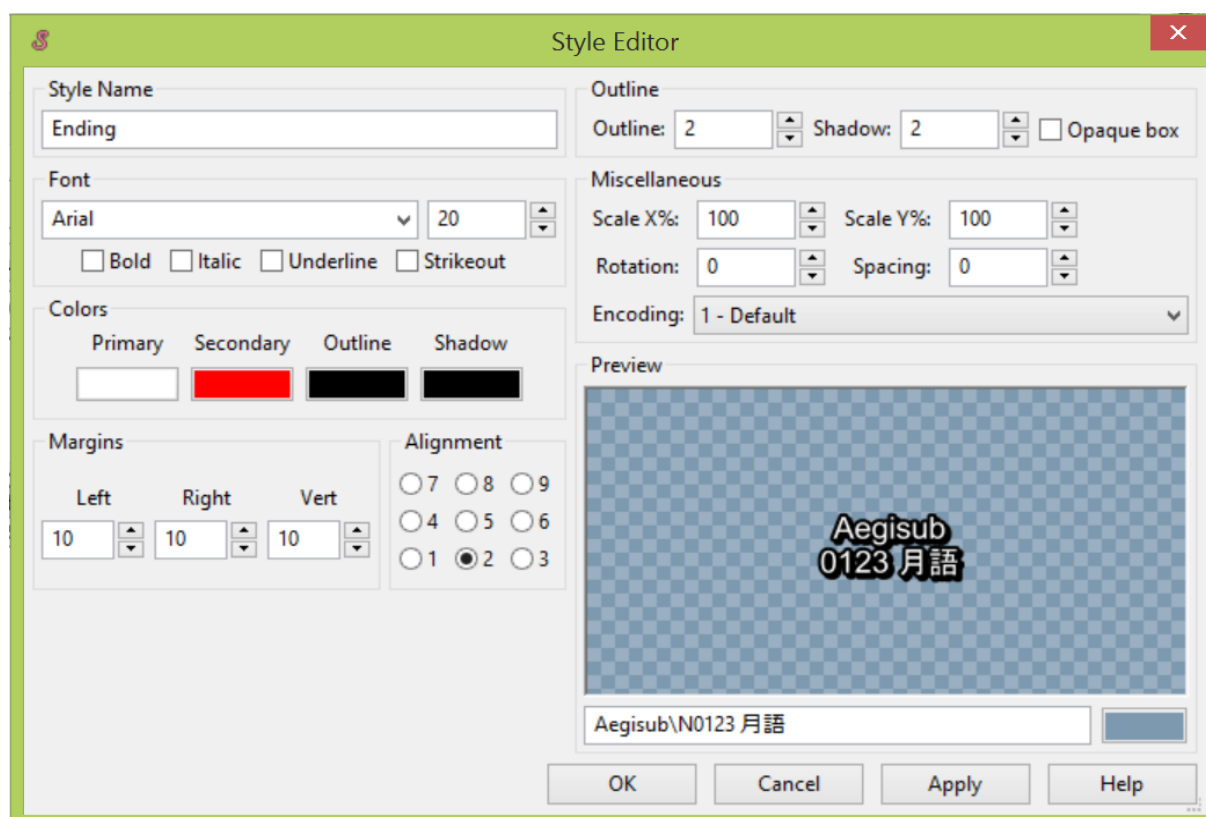 Style Editor
Style Name
Ending
Font
Arial 20
Bold Italic Underline Strikeout
Colors
Primary Secondary Outline Shadow
Margins
Left Right Vert
10 10 10
Alignment
7 8 9
4 5 6
1 2 3
Outline
Outline: 2 Shadow: 2 Opaque box
Miscellaneous
Scale X%: 100 Scale Y%: 100
Rotation: 0 Spacing: 0
Encoding: 1 - Default
Preview
Aegisub
0123 月語
Aegisub\N0123 月語
OK Cancel Apply Help